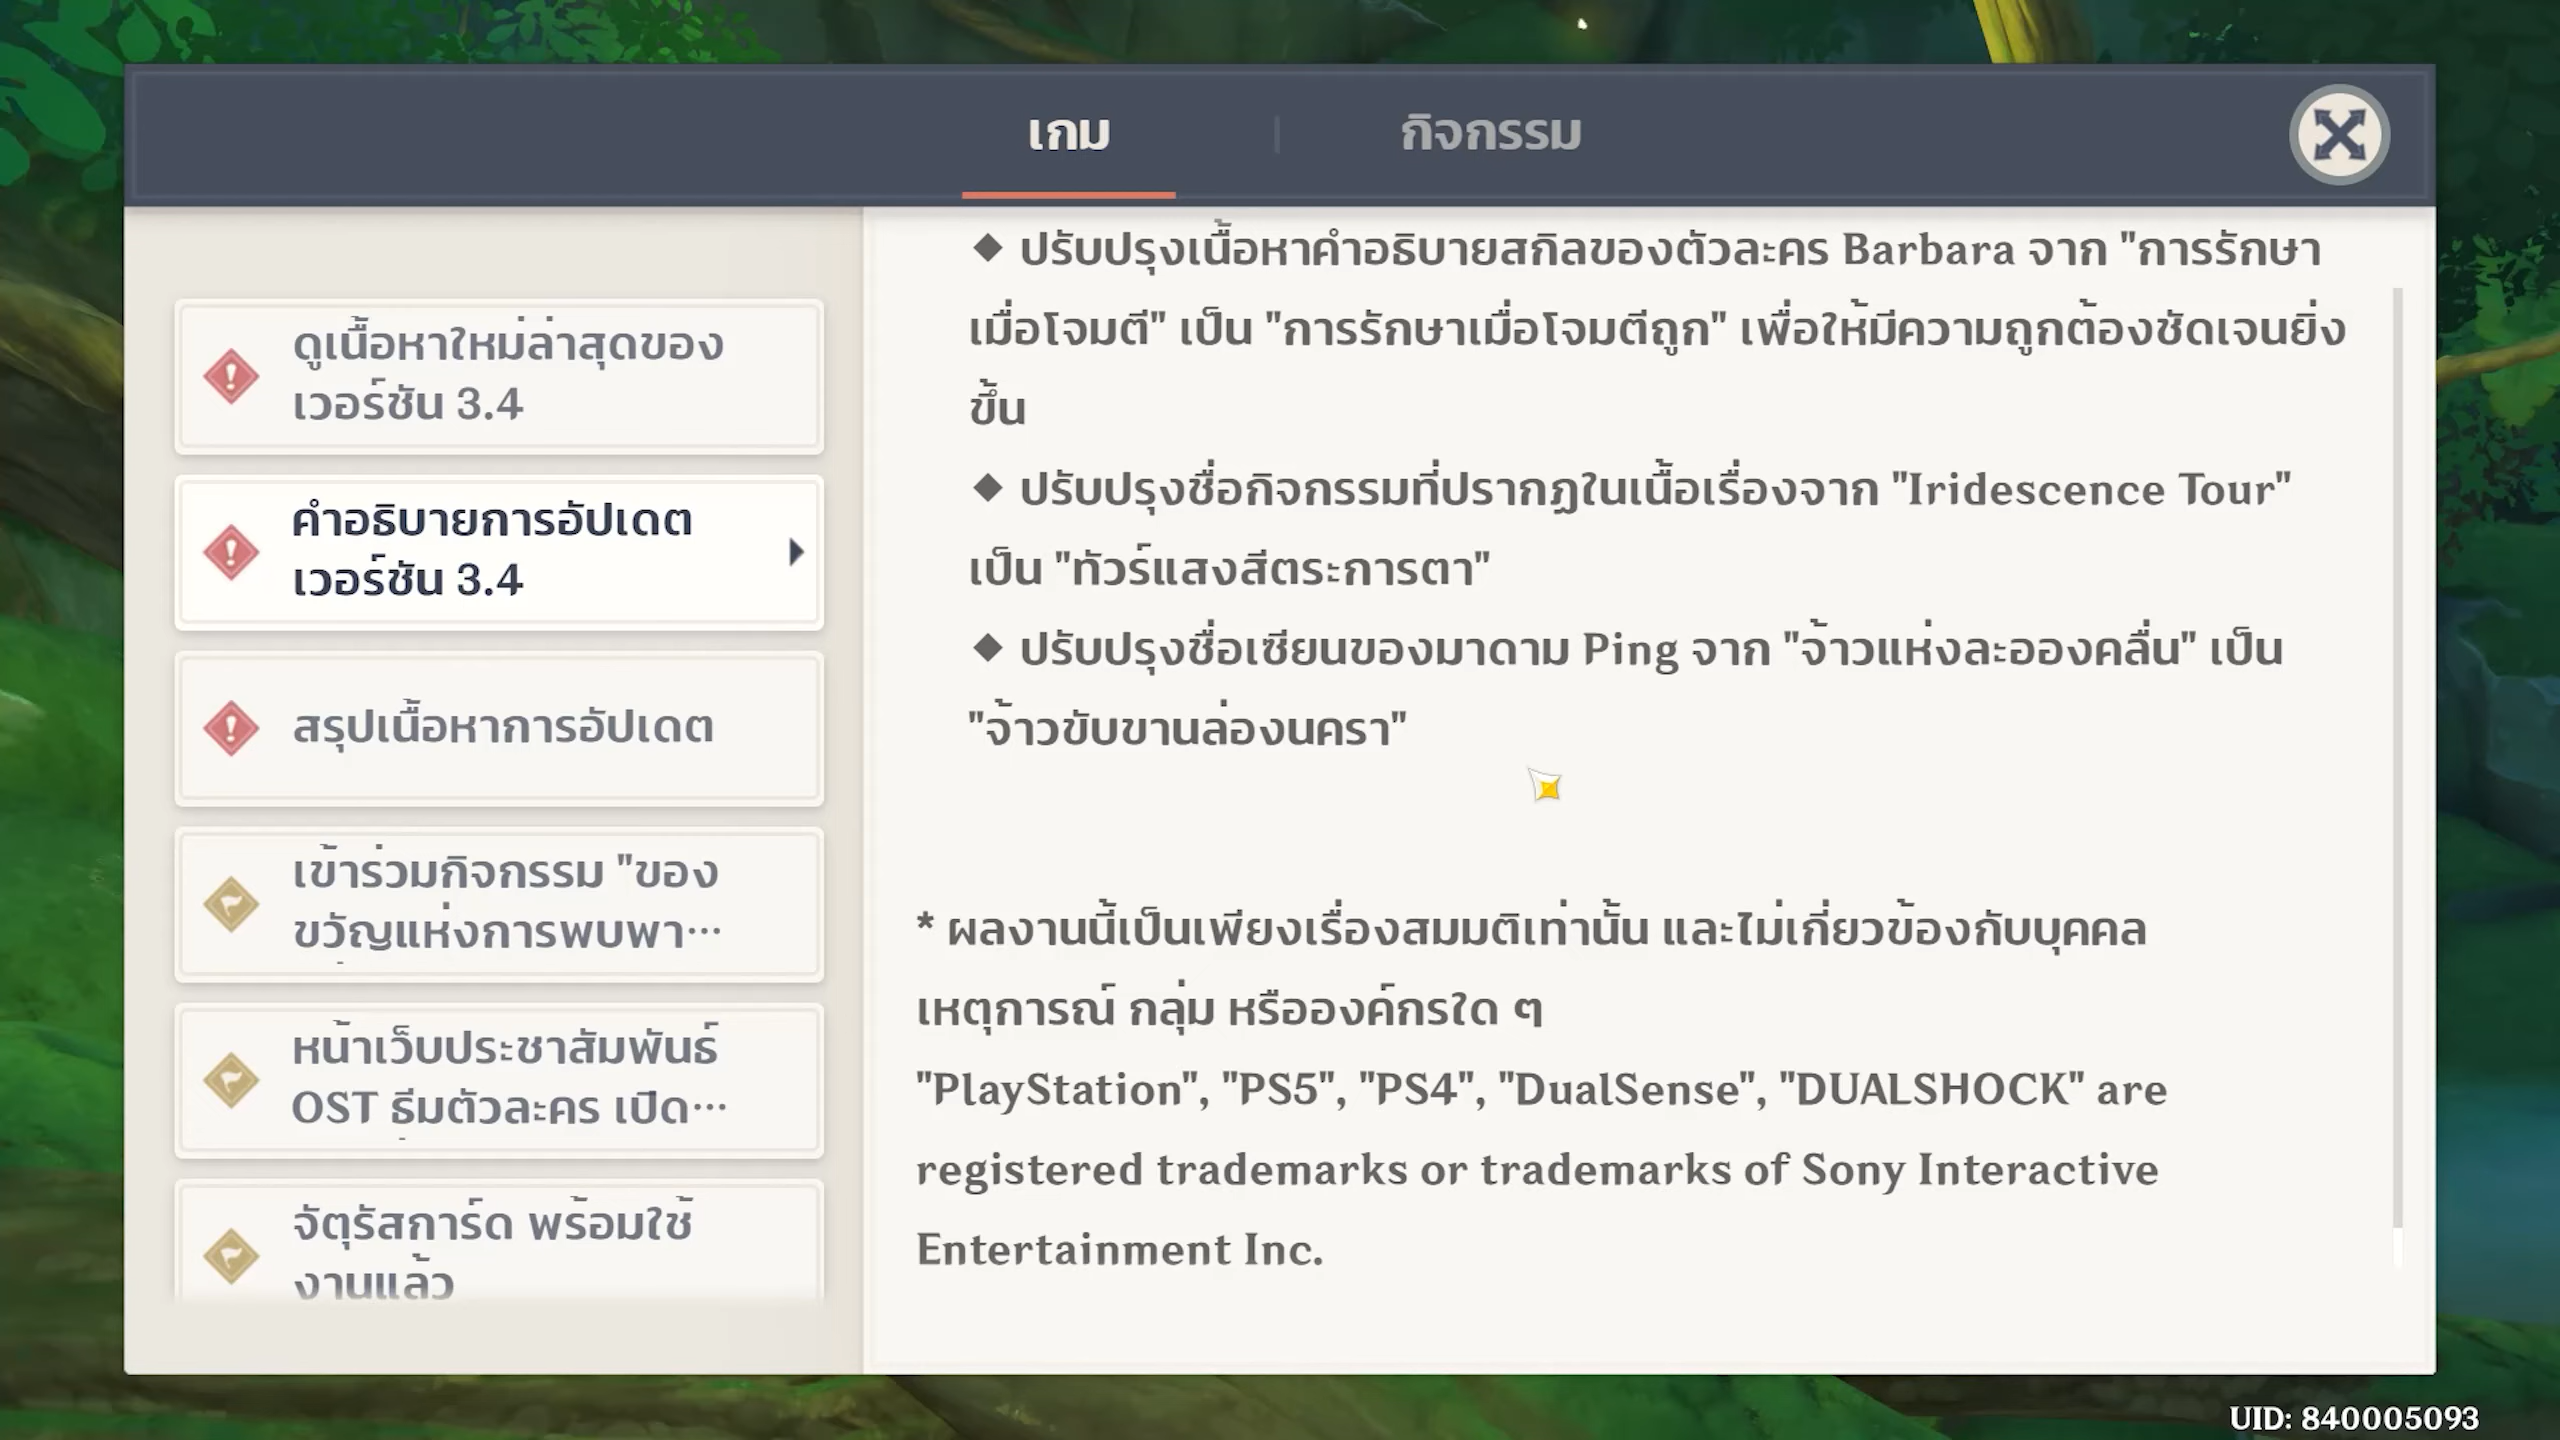 เกม
กิจกรรม
ดูเนื้อหาใหม่ล่าสุดของ
เวอร์ชัน 3.4
คำอธิบายการอัปเดต
เวอร์ชัน 3.4
สรุปเนื้อหาการอัปเดต
เข้าร่วมกิจกรรม "ของ
ขวัญแห่งการพบพา…
หน้าเว็บประชาสัมพันธ์
OST ธีมตัวละคร เปิด…
จัตุรัสการ์ด พร้อมใช้
งานแล้ว
◆ ปรับปรุงเนื้อหาคำอธิบายสกิลของตัวละคร Barbara จาก "การรักษา
เมื่อโจมตี" เป็น "การรักษาเมื่อโจมตีถูก" เพื่อให้มีความถูกต้องชัดเจนยิ่ง
ขึ้น
◆ ปรับปรุงชื่อกิจกรรมที่ปรากฏในเนื้อเรื่องจาก "Iridescence Tour"
เป็น "ทัวร์แสงสีตระการตา"
◆ ปรับปรุงชื่อเซียนของมาดาม Ping จาก "จ้าวแห่งละอองคลื่น" เป็น
"จ้าวขับขานล่องนครา"
* ผลงานนี้เป็นเพียงเรื่องสมมติเท่านั้น และไม่เกี่ยวข้องกับบุคคล
เหตุการณ์ กลุ่ม หรือองค์กรใด ๆ
"PlayStation", "PS5", "PS4", "DualSense", "DUALSHOCK" are
registered trademarks or trademarks of Sony Interactive
Entertainment Inc.
UID: 840005093